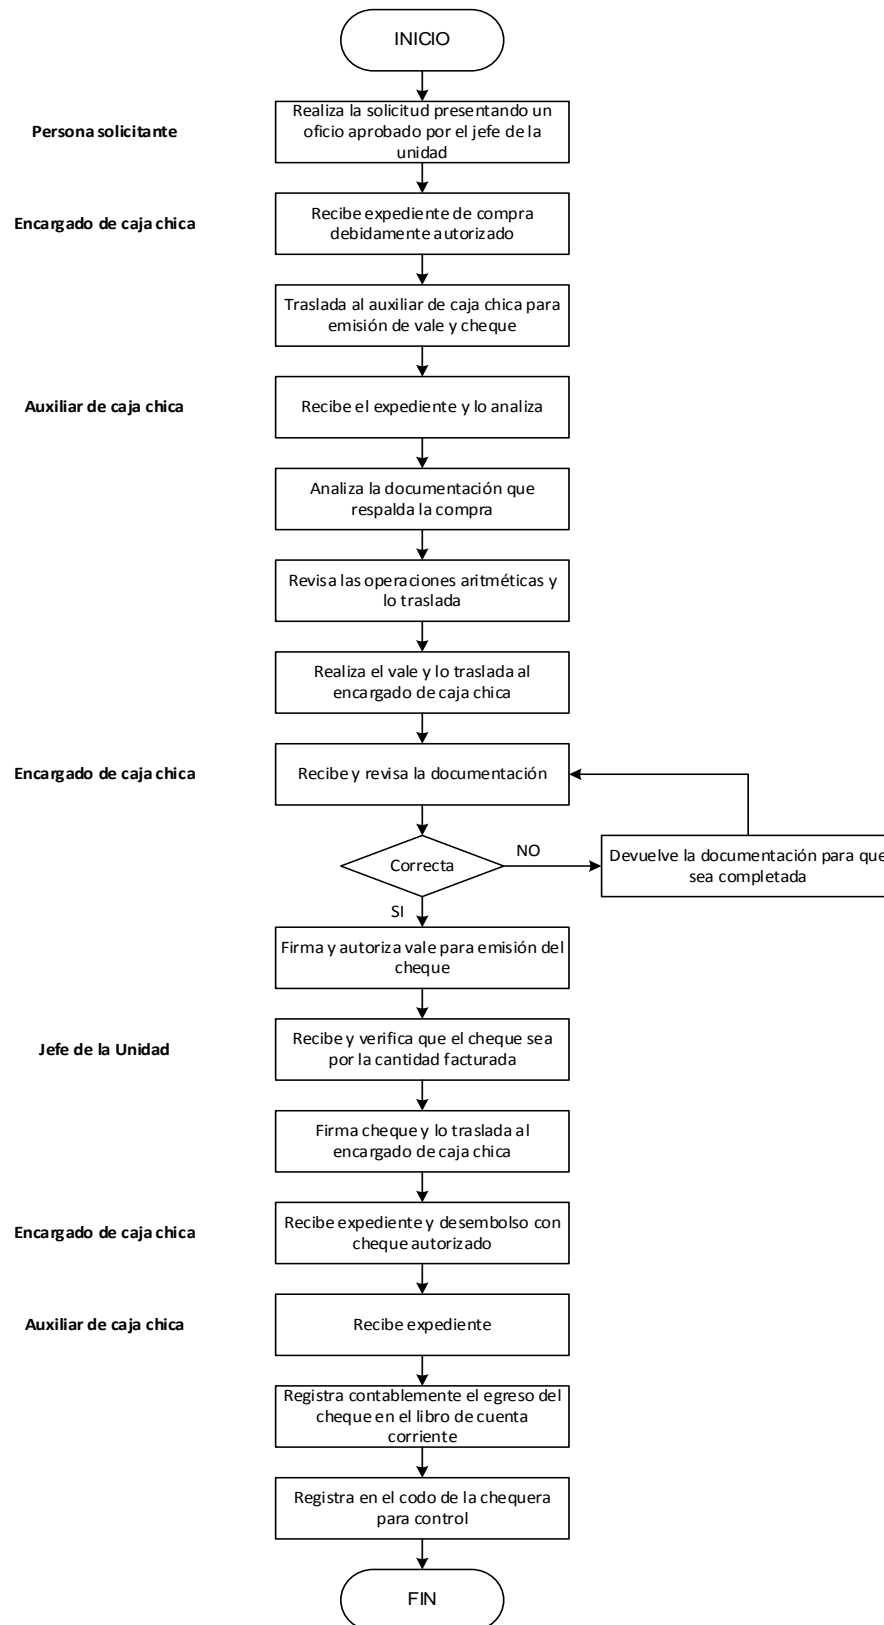 INICIO
Persona solicitante
Realiza la solicitud presentando un
oficio aprobado por el jefe de la
unidad
Encargado de caja chica
Recibe expediente de compra
debidamente autorizado
Traslada al auxiliar de caja chica para
emisión de vale y cheque
Auxiliar de caja chica
Recibe el expediente y lo analiza
Analiza la documentación que
respalda la compra
Revisa las operaciones aritméticas y
lo traslada
Realiza el vale y lo traslada al
encargado de caja chica
Encargado de caja chica
Recibe y revisa la documentación
Correcta
NO
Devuelve la documentación para que
sea completada
SI
Firma y autoriza vale para emisión del
cheque
Jefe de la Unidad
Recibe y verifica que el cheque sea
por la cantidad facturada
Firma cheque y lo traslada al
encargado de caja chica
Encargado de caja chica
Recibe expediente y desembolso con
cheque autorizado
Auxiliar de caja chica
Recibe expediente
Registra contablemente el egreso del
cheque en el libro de cuenta
corriente
Registra en el codo de la chequera
para control
FIN